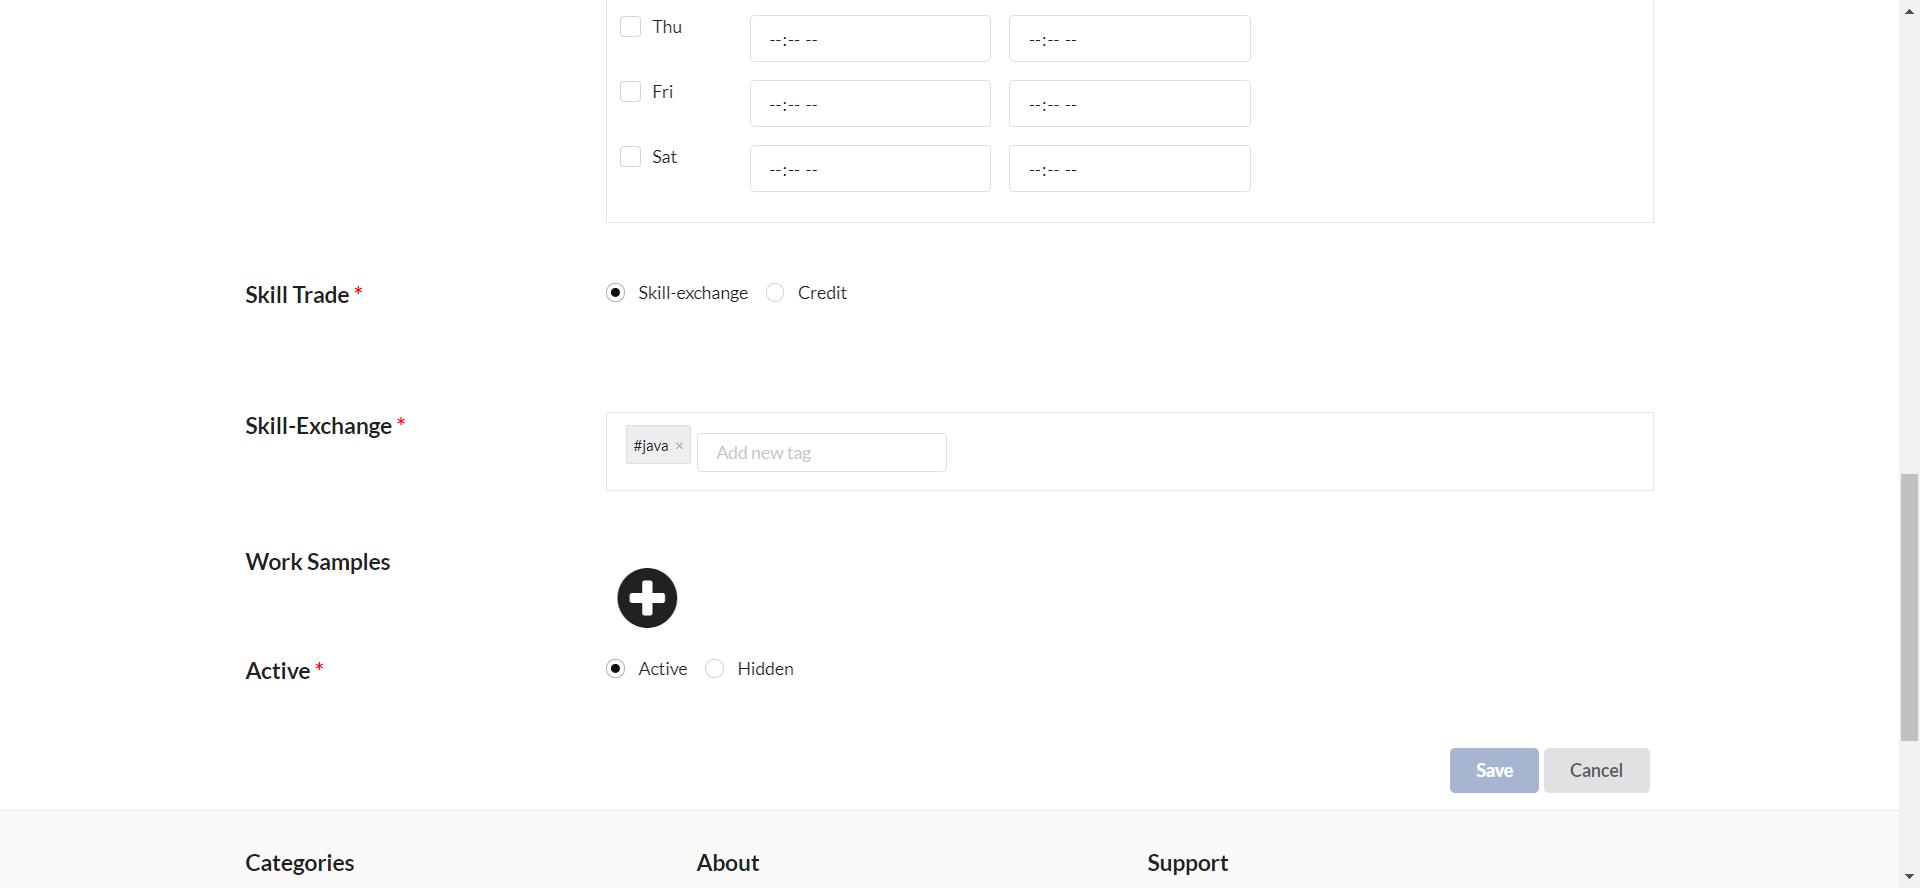 Thu --:-- -- --:-- --
Fri --:-- -- --:-- --
Sat --:-- -- --:-- --
Skill Trade * Skill-exchange Credit
Skill-Exchange * #java × Add new tag
Work Samples
Active * Active Hidden
Save Cancel
Categories About Support